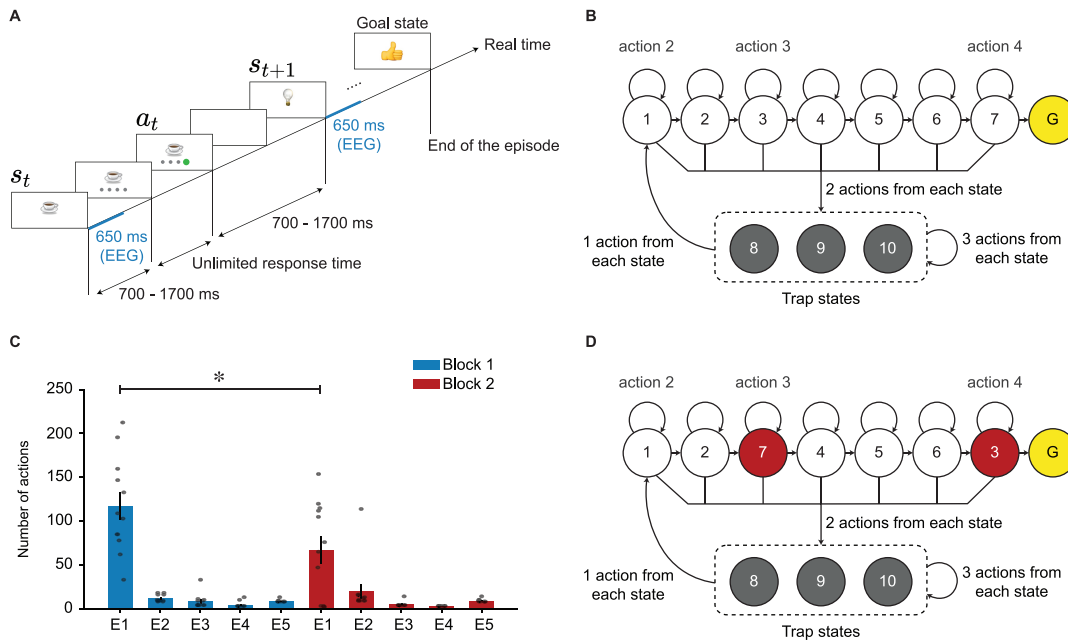 A
Goal state
Real time
s_{t+1}
a_t
650 ms
(EEG)
End of the episode
s_t
650 ms
(EEG)
700 - 1700 ms
Unlimited response time
700 - 1700 ms
B
action 2
action 3
action 4
1
2
3
4
5
6
7
G
2 actions from each state
1 action from
each state
8
9
10
3 actions from
each state
Trap states
C
Block 1
Block 2
*
Number of actions
250
200
150
100
50
0
E1
E2
E3
E4
E5
E1
E2
E3
E4
E5
D
action 2
action 3
action 4
1
2
7
4
5
6
3
G
2 actions from each state
1 action from
each state
8
9
10
3 actions from
each state
Trap states